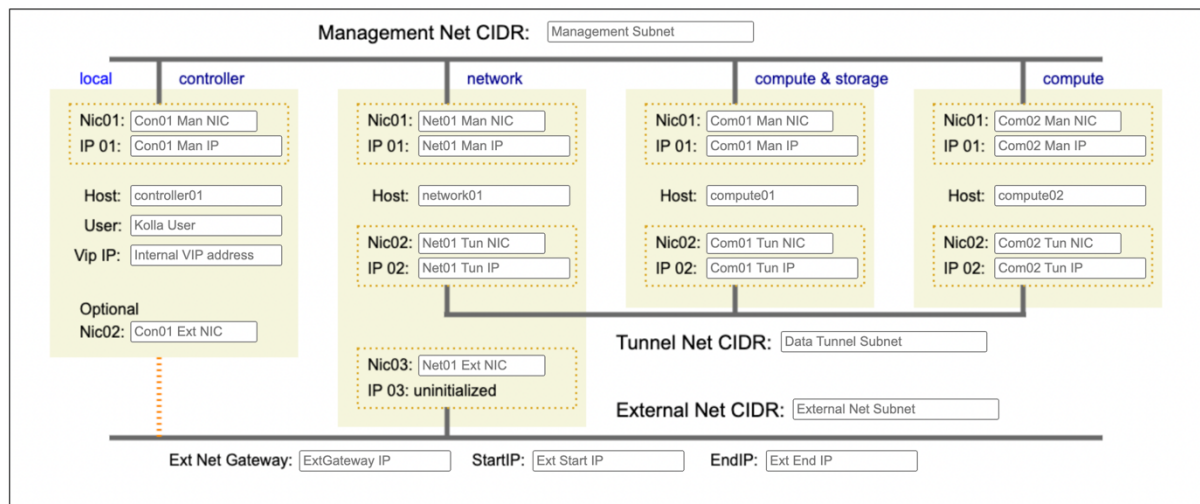 Management Net CIDR: Management Subnet
local controller network compute & storage compute
Nic01: Con01 Man NIC Nic01: Net01 Man NIC Nic01: Com01 Man NIC Nic01: Com02 Man NIC
IP 01: Con01 Man IP IP 01: Net01 Man IP IP 01: Com01 Man IP IP 01: Com02 Man IP
Host: controller01 Host: network01 Host: compute01 Host: compute02
User: Kolla User
Nic02: Net01 Tun NIC Nic02: Com01 Tun NIC Nic02: Com02 Tun NIC
Vip IP: Internal VIP address
IP 02: Net01 Tun IP IP 02: Com01 Tun IP IP 02: Com02 Tun IP
Optional
Nic02: Con01 Ext NIC
Tunnel Net CIDR: Data Tunnel Subnet
Nic03: Net01 Ext NIC
IP 03: uninitialized
External Net CIDR: External Net Subnet
Ext Net Gateway: ExtGateway IP StartIP: Ext Start IP EndIP: Ext End IP